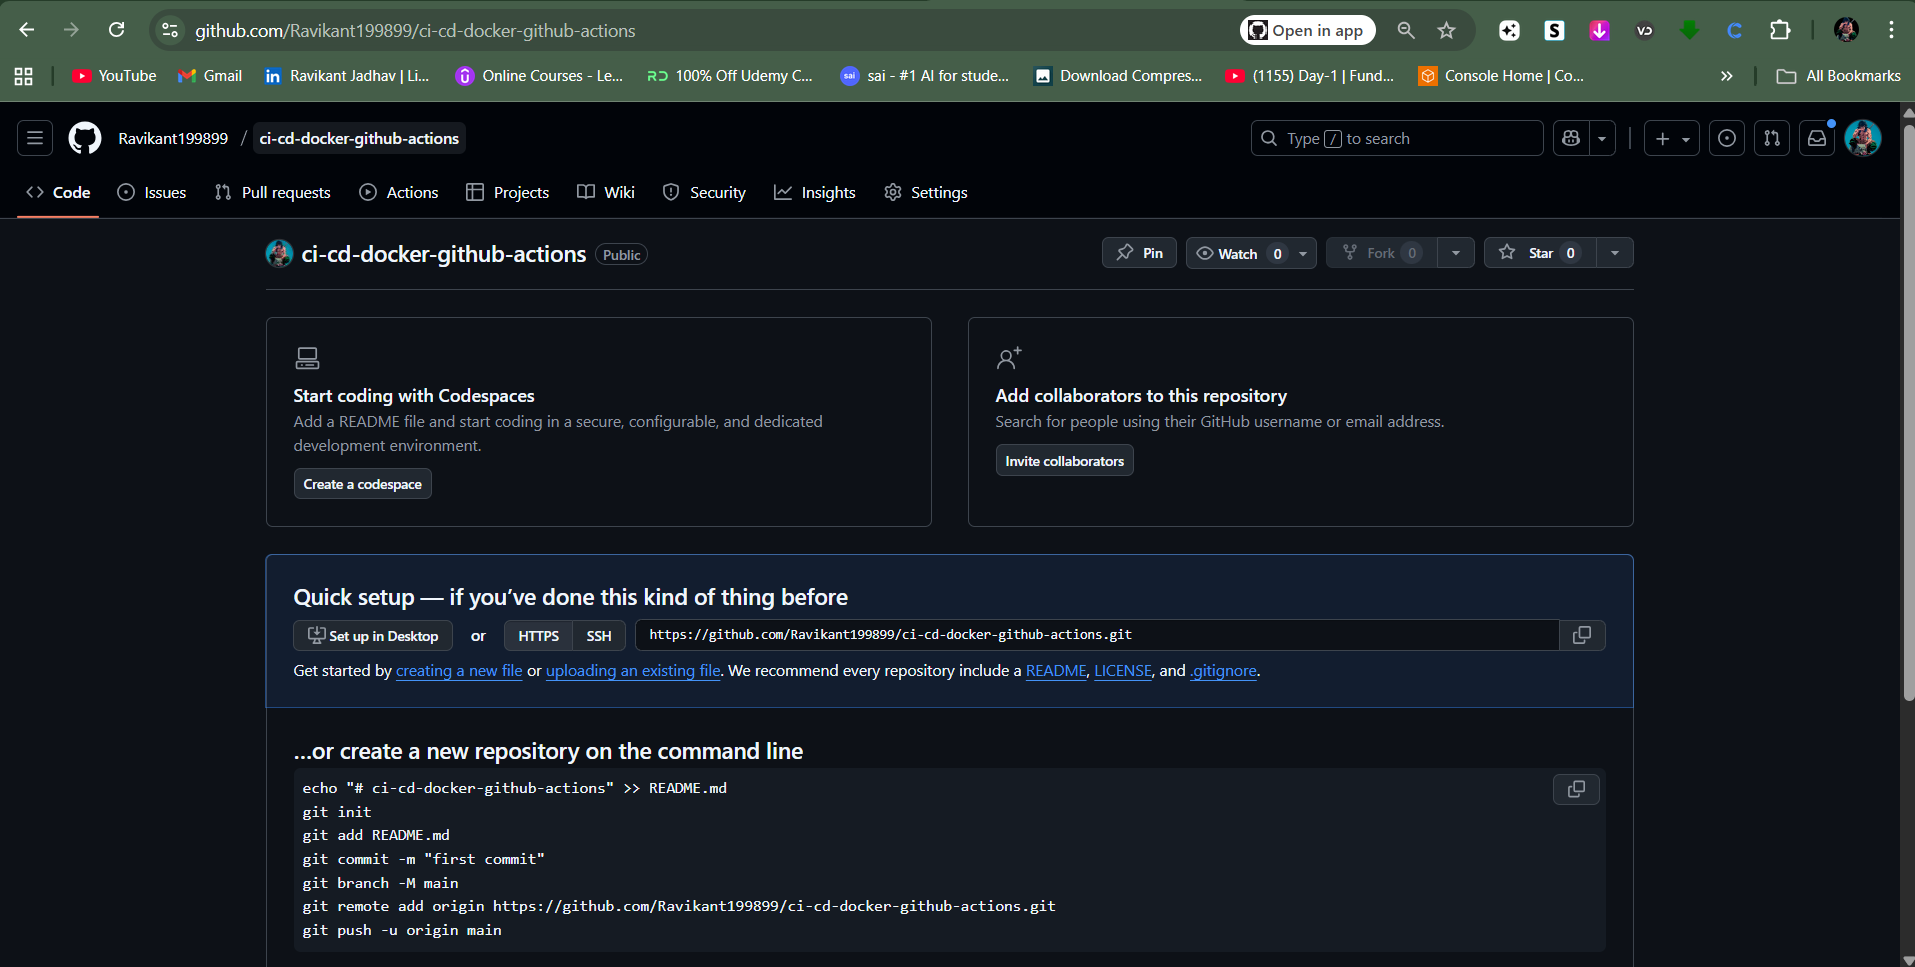 github.com/Ravikant199899/ci-cd-docker-github-actions
Open in app
YouTube
Gmail
Ravikant Jadhav | Li...
Online Courses - Le...
100% Off Udemy C...
sai - #1 AI for stude...
Download Compres...
(1155) Day-1 | Fund...
Console Home | Co...
All Bookmarks
Ravikant199899 / ci-cd-docker-github-actions
Type / to search
Code
Issues
Pull requests
Actions
Projects
Wiki
Security
Insights
Settings
ci-cd-docker-github-actions Public
Pin
Watch 0
Fork 0
Star 0
Start coding with Codespaces
Add a README file and start coding in a secure, configurable, and dedicated
development environment.
Create a codespace
Add collaborators to this repository
Search for people using their GitHub username or email address.
Invite collaborators
Quick setup — if you’ve done this kind of thing before
Set up in Desktop or HTTPS SSH https://github.com/Ravikant199899/ci-cd-docker-github-actions.git
Get started by creating a new file or uploading an existing file. We recommend every repository include a README, LICENSE, and .gitignore.
...or create a new repository on the command line
echo "# ci-cd-docker-github-actions" >> README.md
git init
git add README.md
git commit -m "first commit"
git branch -M main
git remote add origin https://github.com/Ravikant199899/ci-cd-docker-github-actions.git
git push -u origin main